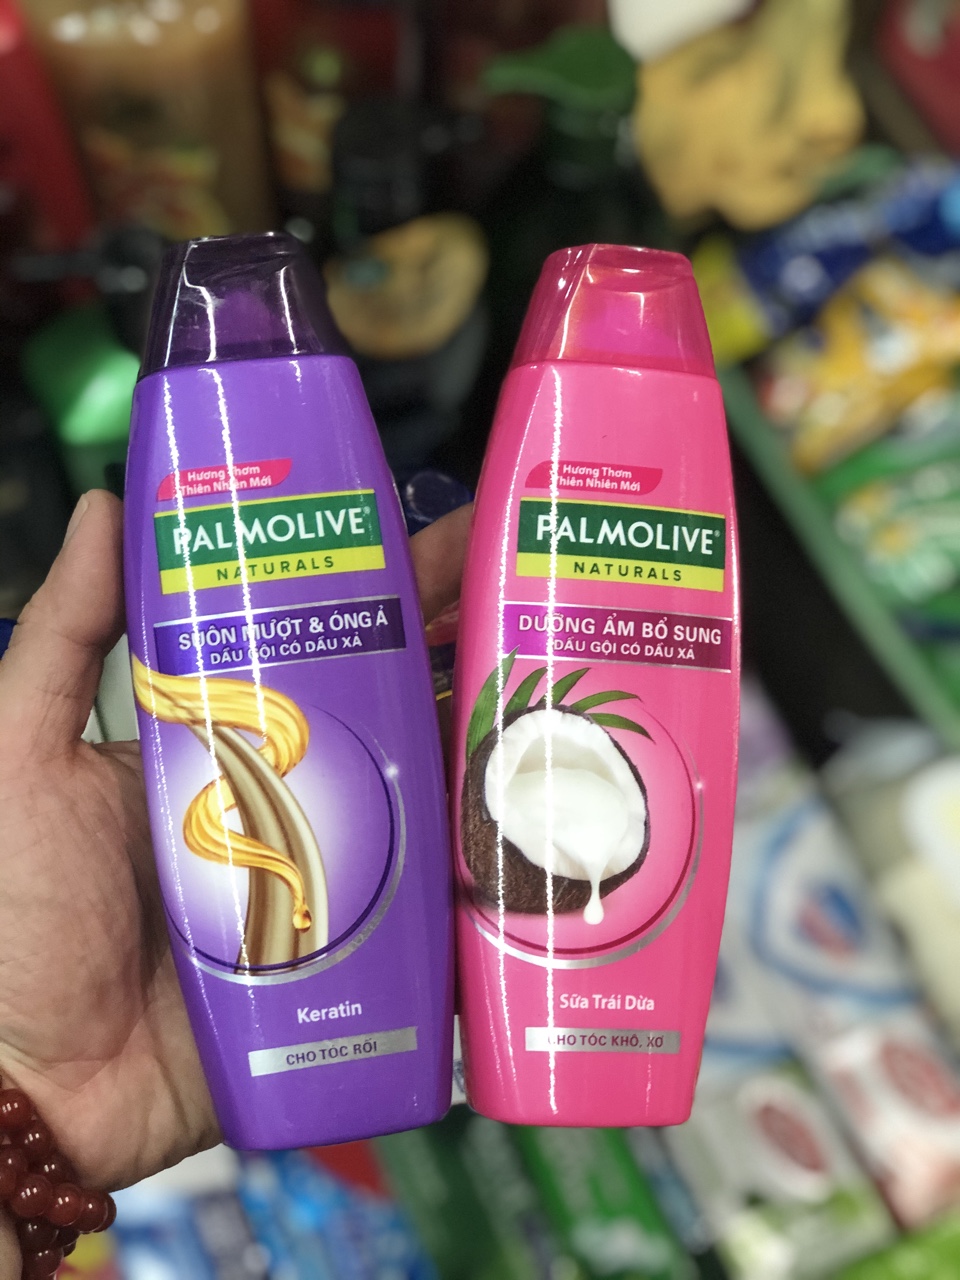 Hương Thơm
Thiên Nhiên Mới
PALMOLIVE®
NATURALS
SUÔN MƯỢT & ÓNG Ả
DẦU GỘI CÓ DẦU XẢ
Keratin
CHO TÓC RỐI
Hương Thơm
Thiên Nhiên Mới
PALMOLIVE®
NATURALS
DƯỠNG ẨM BỔ SUNG
DẦU GỘI CÓ DẦU XẢ
Sữa Trái Dừa
CHO TÓC KHÔ, XƠ